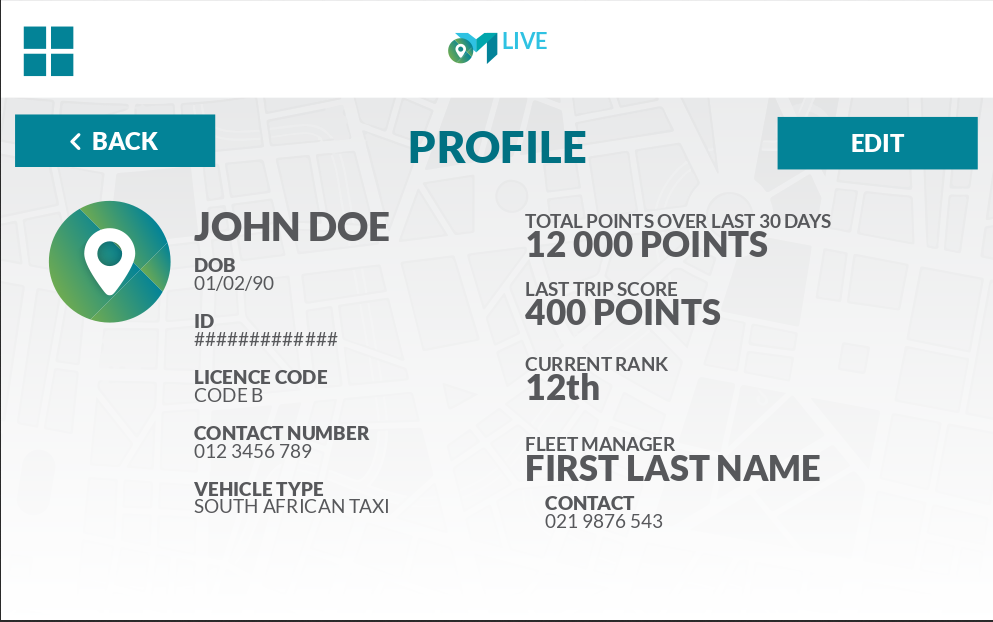 LIVE
BACK
PROFILE
EDIT
JOHN DOE
DOB
01/02/90
ID
#############
LICENCE CODE
CODE B
CONTACT NUMBER
012 3456 789
VEHICLE TYPE
SOUTH AFRICAN TAXI
TOTAL POINTS OVER LAST 30 DAYS
12 000 POINTS
LAST TRIP SCORE
400 POINTS
CURRENT RANK
12th
FLEET MANAGER
FIRST LAST NAME
CONTACT
021 9876 543